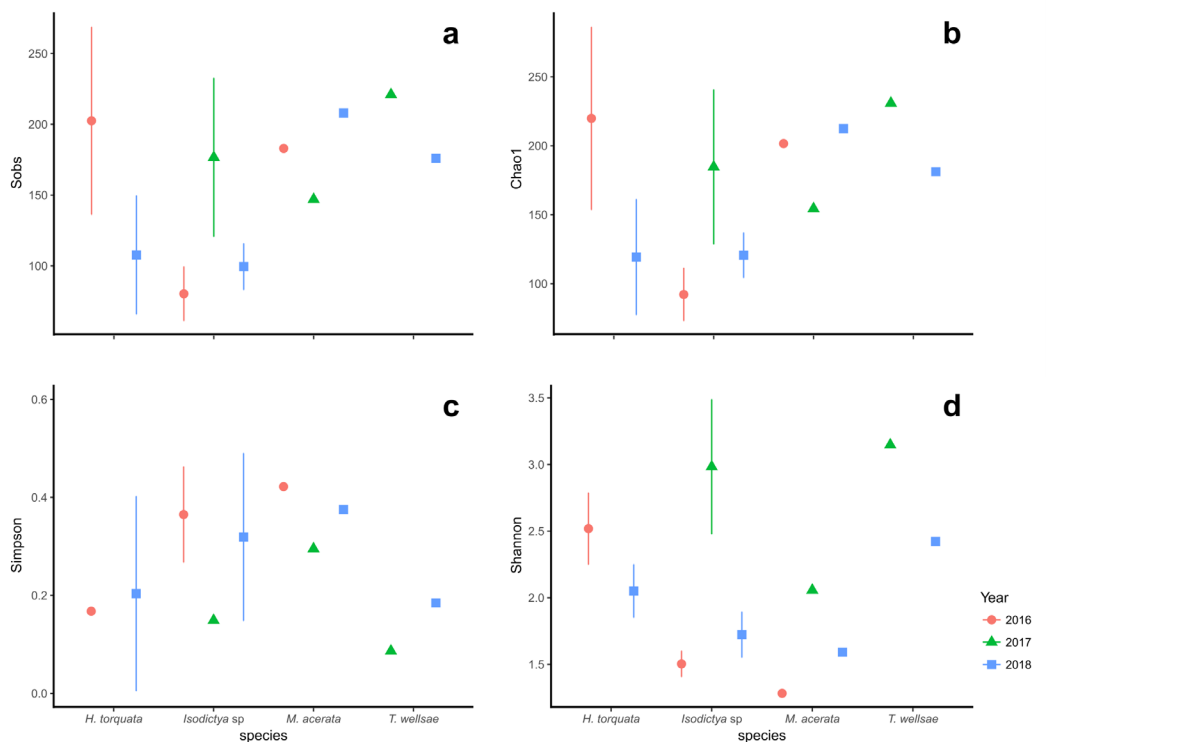 a
250
200
150
100
Sobs
b
250
200
150
100
Chao1
c
0.6
0.4
0.2
0.0
Simpson
H. torquata Isodictya sp M. acerata T. wellsae
species
d
3.5
3.0
2.5
2.0
1.5
Shannon
H. torquata Isodictya sp M. acerata T. wellsae
species
Year
2016
2017
2018